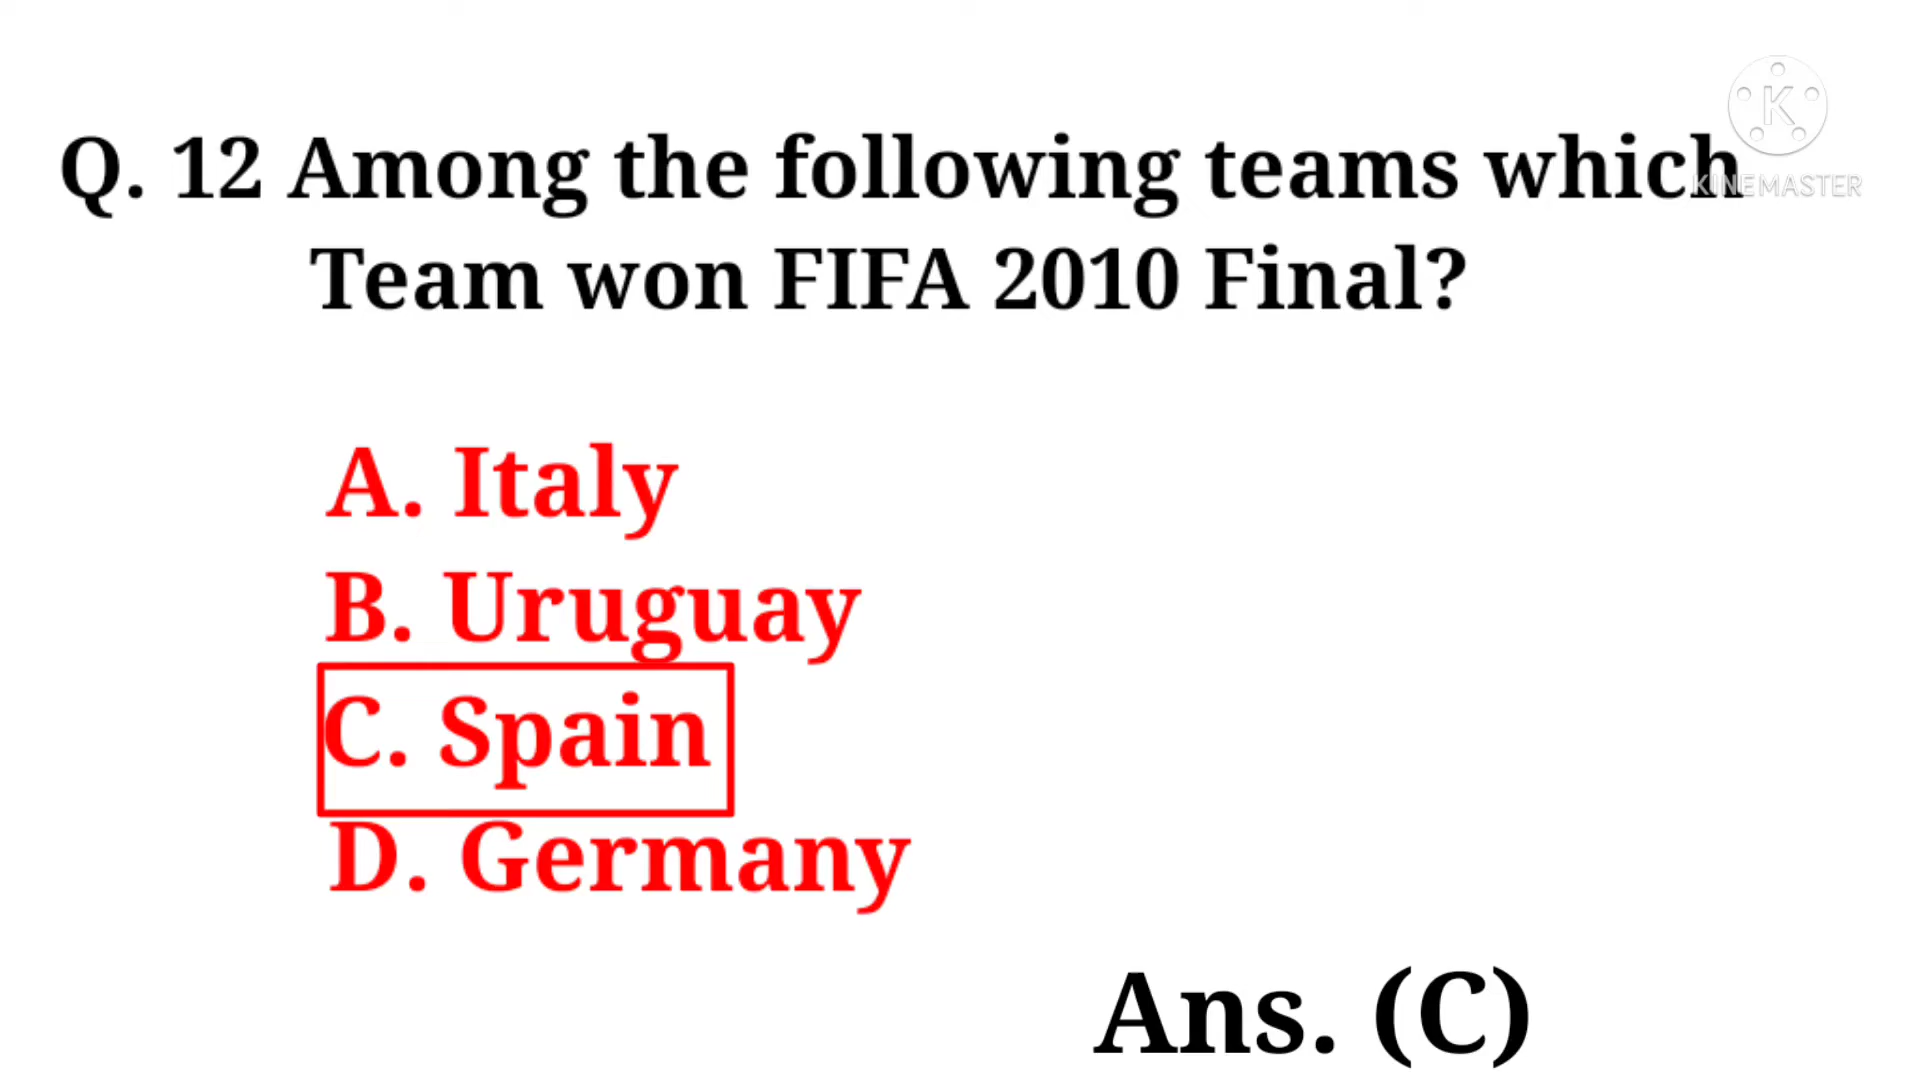 Q. 12 Among the following teams which
Team won FIFA 2010 Final?
K
KINEMASTER
A. Italy
B. Uruguay
C. Spain
D. Germany
Ans. (C)